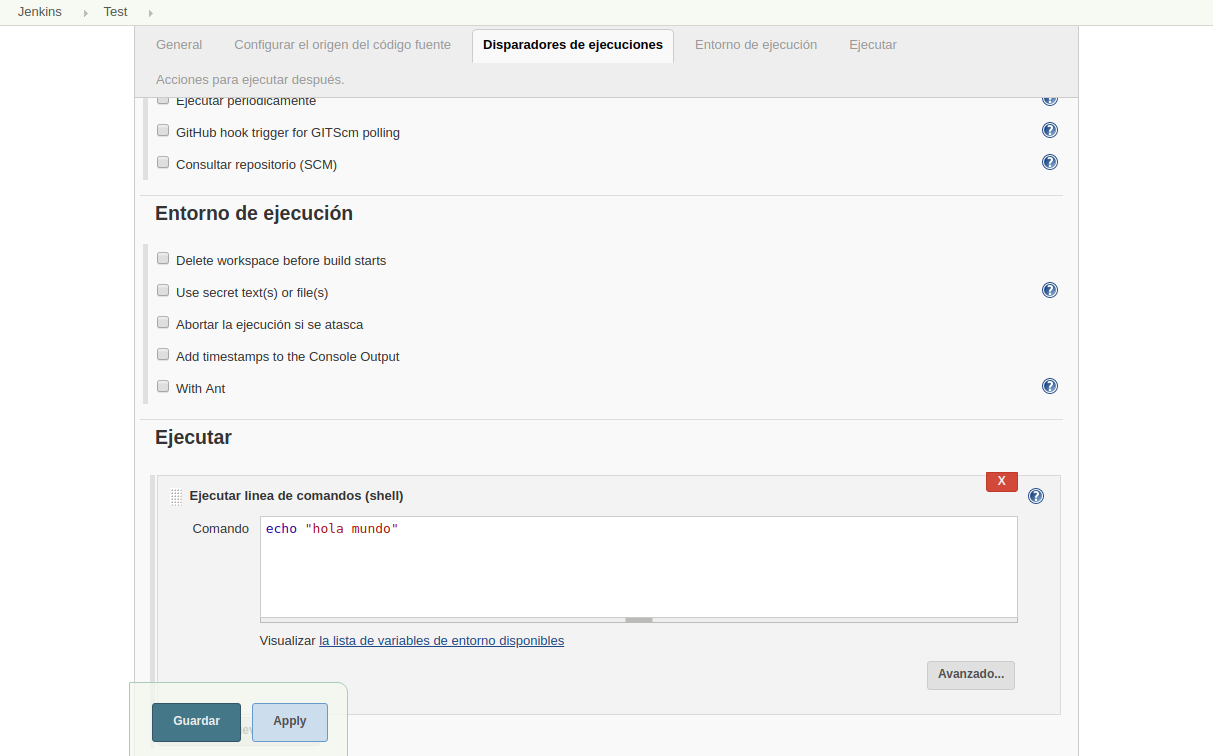 Jenkins Test
General Configurar el origen del código fuente Disparadores de ejecuciones Entorno de ejecución Ejecutar
Acciones para ejecutar después.
Ejecutar periodicamente
GitHub hook trigger for GITScm polling
Consultar repositorio (SCM)
Entorno de ejecución
Delete workspace before build starts
Use secret text(s) or file(s)
Abortar la ejecución si se atasca
Add timestamps to the Console Output
With Ant
Ejecutar
X
Ejecutar linea de comandos (shell)
Comando echo "hola mundo"
Visualizar la lista de variables de entorno disponibles
Avanzado...
Guardar Apply